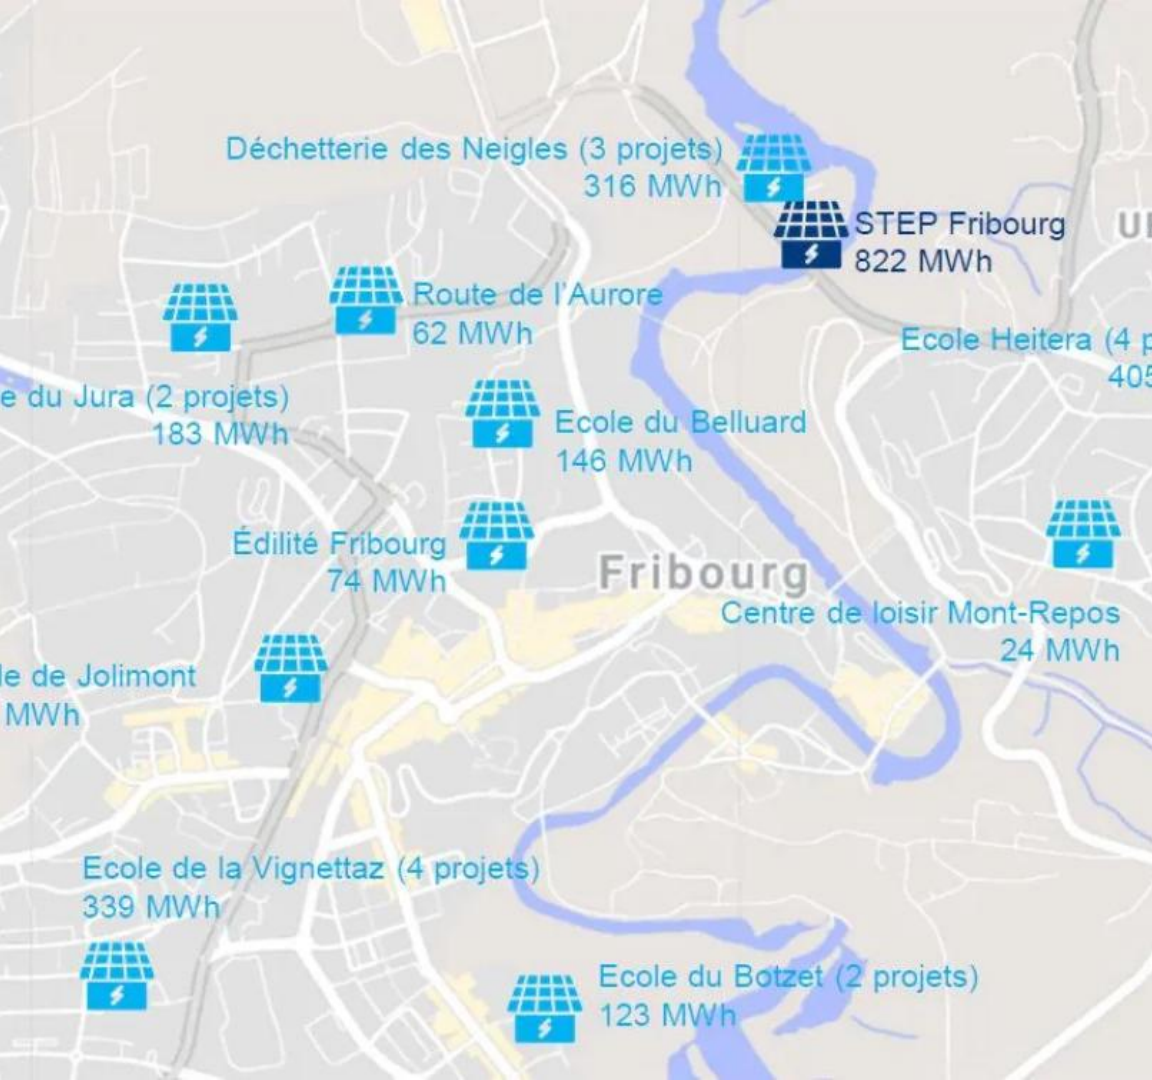 Déchetterie des Neigles (3 projets)
316 MWh
STEP Fribourg
822 MWh
Route de l'Aurore
62 MWh
Ecole Heitera (4 p
405
e du Jura (2 projets)
183 MWh
Ecole du Belluard
146 MWh
Édilité Fribourg
74 MWh
Fribourg
Centre de loisir Mont-Repos
24 MWh
le de Jolimont
MWh
Ecole de la Vignettaz (4 projets)
339 MWh
Ecole du Botzet (2 projets)
123 MWh